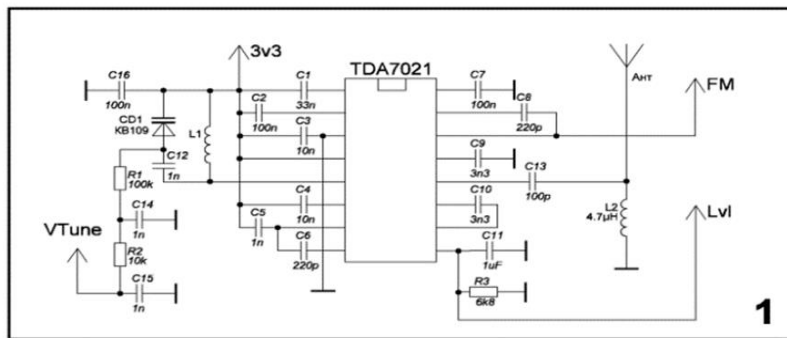 3v3
TDA7021
C16
100n
C1
33n
C7
100n
C8
220p
Ант
FM
CD1
KB109
L1
C2
100n
C3
10n
C12
1n
C9
3n3
C13
100p
R1
100k
C4
10n
C10
3n3
L2
4.7µH
Lvl
C14
1n
C5
1n
C6
220p
C11
1uF
VTune
R2
10k
C15
1n
R3
6k8
1